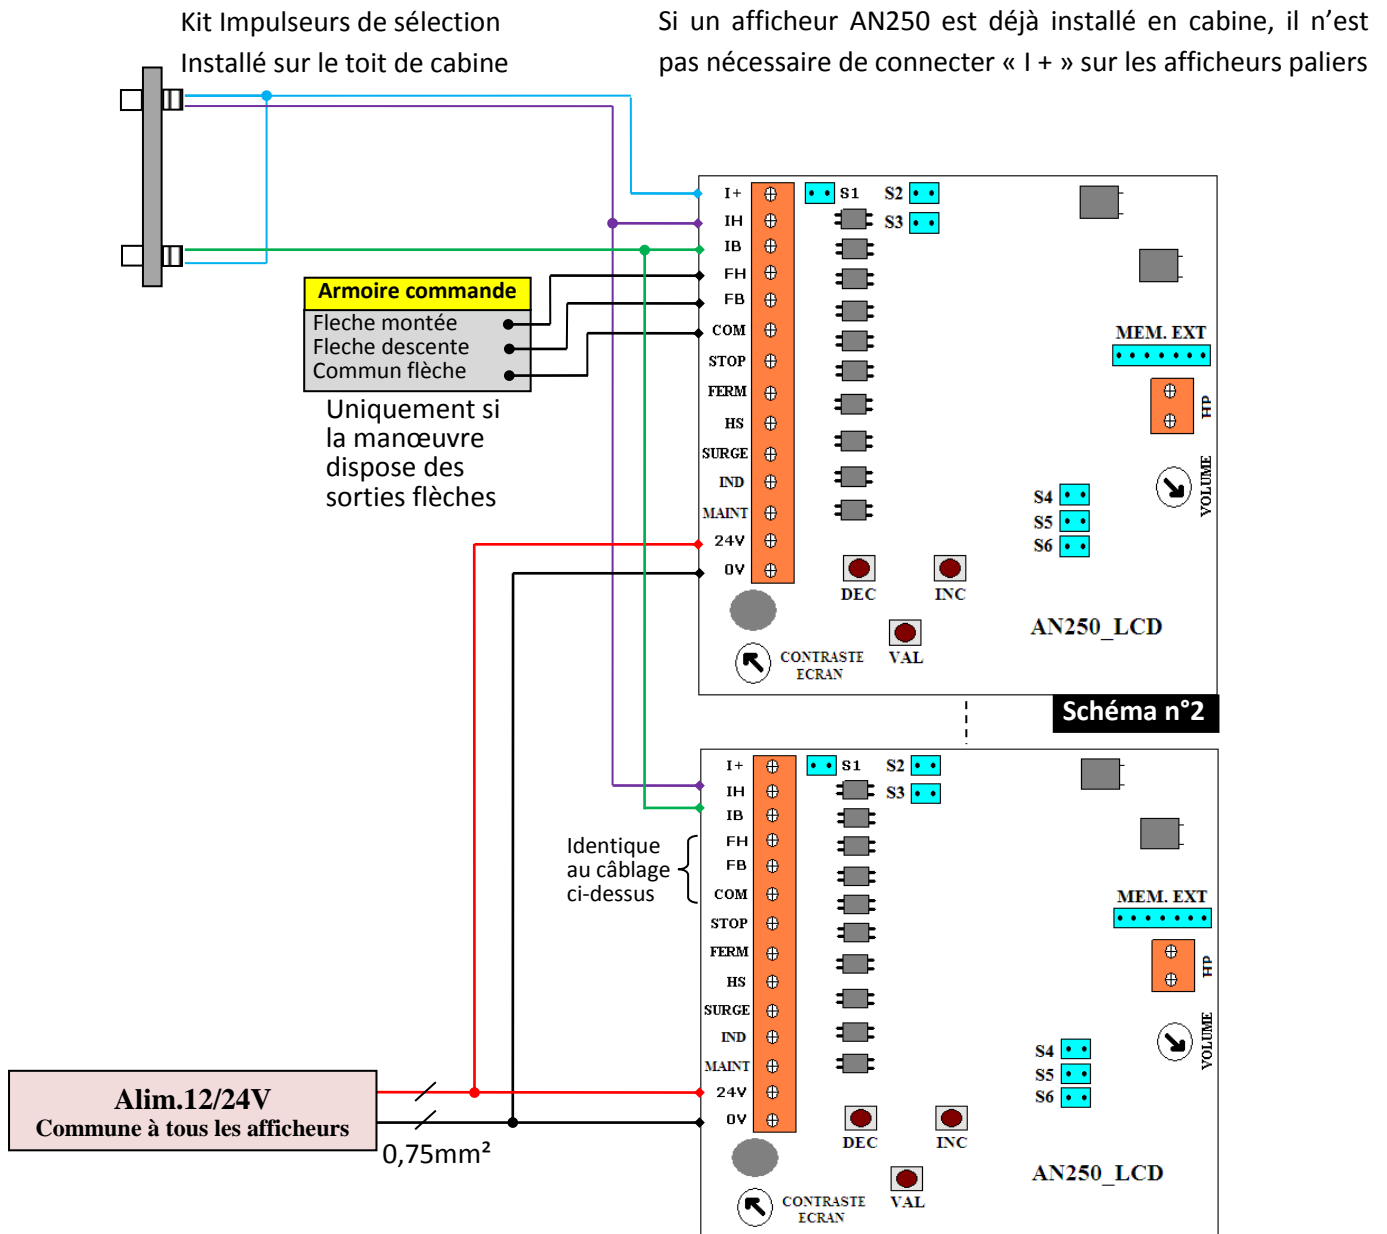 Kit Impulseurs de sélection
Installé sur le toit de cabine
Si un afficheur AN250 est déjà installé en cabine, il n’est
pas nécessaire de connecter « I + » sur les afficheurs paliers
I+
IH
IB
FH
FB
COM
STOP
FERM
HS
SURGE
IND
MAINT
24V
0V
S1
S2
S3
MEM. EXT
HP
VOLUME
S4
S5
S6
DEC
INC
VAL
CONTRASTE
ECRAN
AN250_LCD
Armoire commande
Fleche montée
Fleche descente
Commun flèche
Uniquement si
la manœuvre
dispose des
sorties flèches
Schéma n°2
I+
IH
IB
FH
FB
COM
STOP
FERM
HS
SURGE
IND
MAINT
24V
0V
Identique
au câblage
ci-dessus
S1
S2
S3
MEM. EXT
HP
VOLUME
S4
S5
S6
DEC
INC
VAL
CONTRASTE
ECRAN
AN250_LCD
Alim.12/24V
Commune à tous les afficheurs
0,75mm²